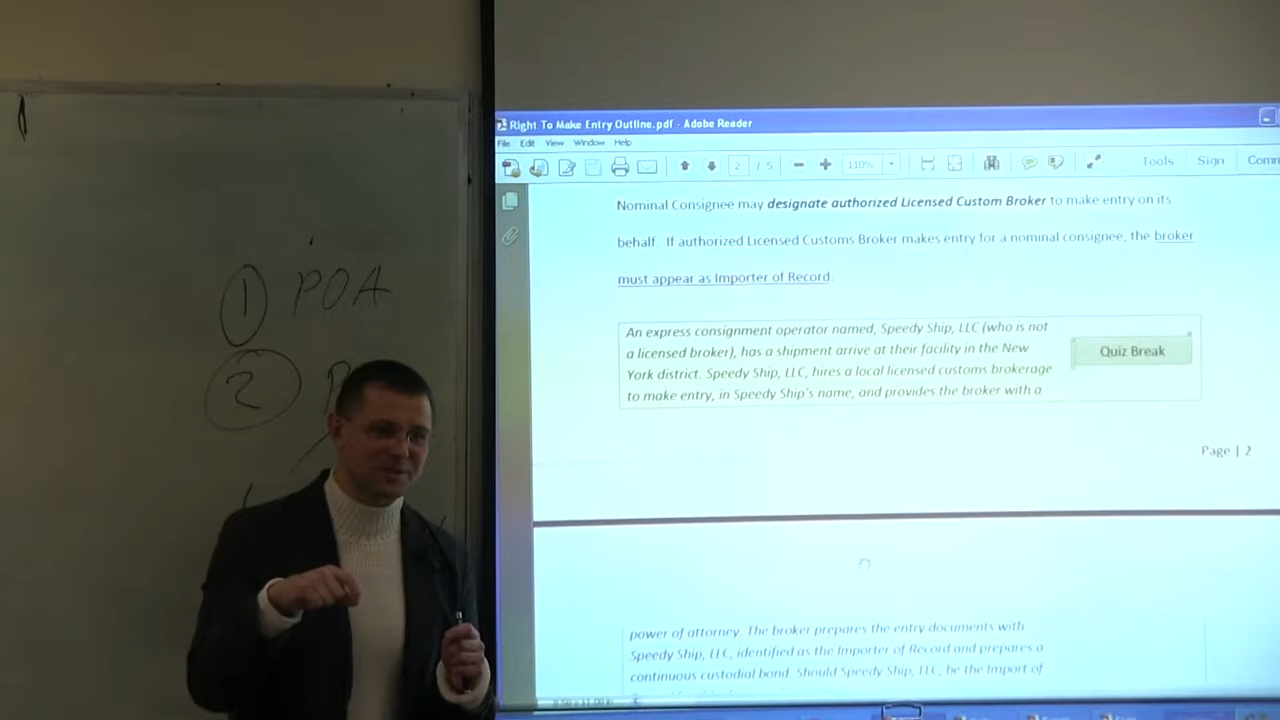 1 POA
2
Right To Make Entry Outline.pdf - Adobe Reader
File Edit View Window Help
2 / 5 110% Tools Sign Comm
Nominal Consignee may designate authorized Licensed Custom Broker to make entry on its
behalf. If authorized Licensed Customs Broker makes entry for a nominal consignee, the broker
must appear as Importer of Record.
An express consignment operator named, Speedy Ship, LLC (who is not
a licensed broker), has a shipment arrive at their facility in the New
York district. Speedy Ship, LLC, hires a local licensed customs brokerage
to make entry, in Speedy Ship's name, and provides the broker with a
Quiz Break
Page | 2
power of attorney. The broker prepares the entry documents with
Speedy Ship, LLC, identified as the Importer of Record and prepares a
continuous custodial bond. Should Speedy Ship, LLC, be the Import of